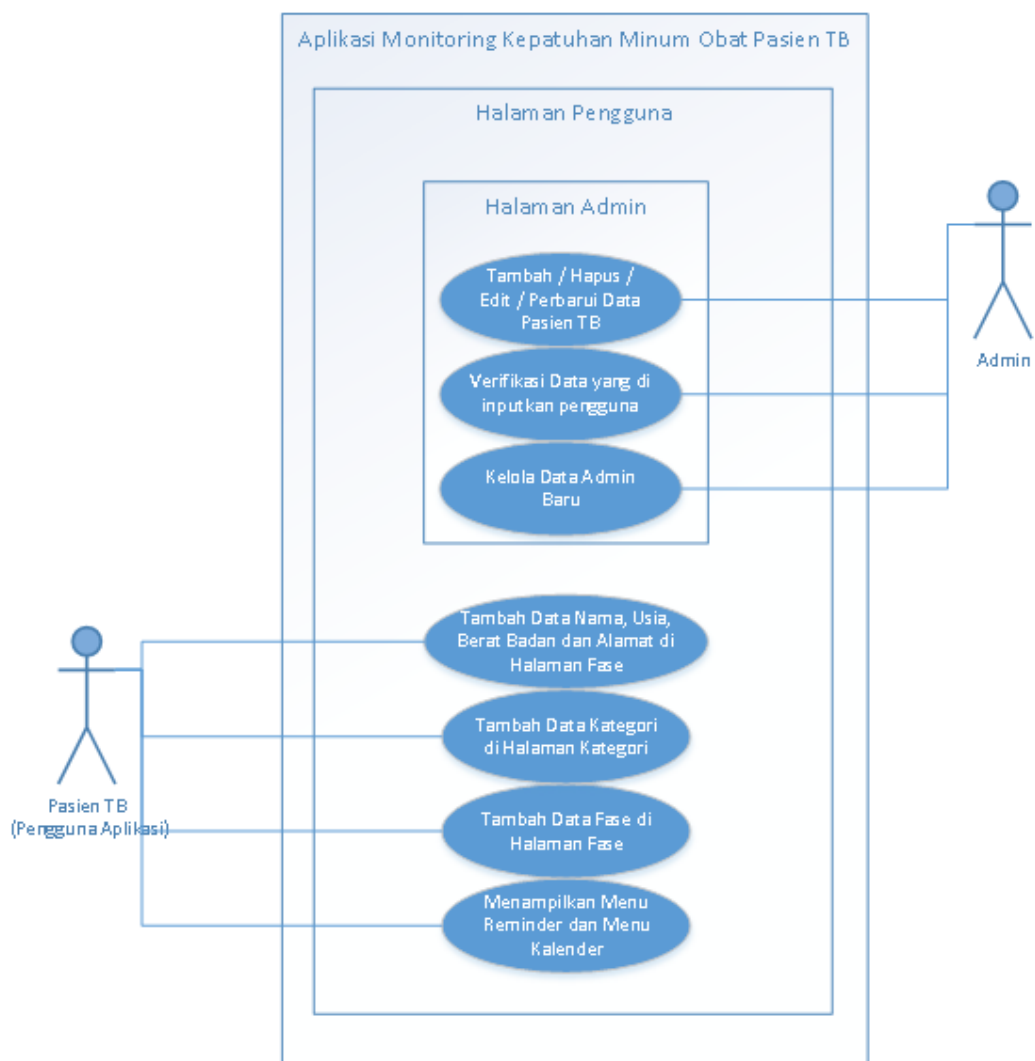 Aplikasi Monitoring Kepatuhan Minum Obat Pasien TB
Halaman Pengguna
Halaman Admin
Tambah / Hapus /
Edit / Perbarui Data
Pasien TB
Verifikasi Data yang di
inputkan pengguna
Kelola Data Admin
Baru
Admin
Tambah Data Nama, Usia,
Berat Badan dan Alamat di
Halaman Fase
Tambah Data Kategori
di Halaman Kategori
Tambah Data Fase di
Halaman Fase
Menampilkan Menu
Reminder dan Menu
Kalender
Pasien TB
(Pengguna Aplikasi)